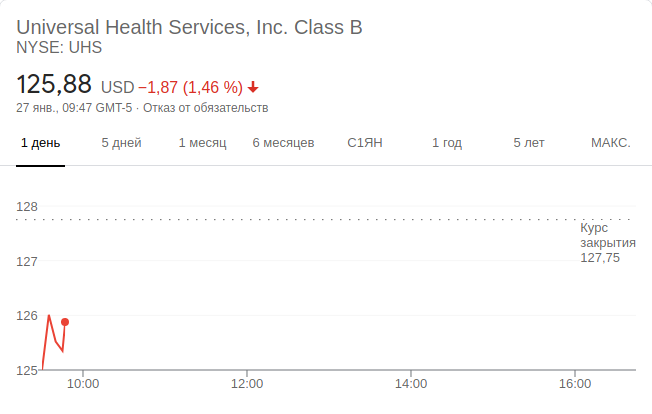 Universal Health Services, Inc. Class B
NYSE: UHS
125,88 USD −1,87 (1,46 %)
27 янв., 09:47 GMT-5 · Отказ от обязательств
1 день 5 дней 1 месяц 6 месяцев С1ЯН 1 год 5 лет МАКС.
128
Курс
закрытия
127,75
127
126
125
10:00 12:00 14:00 16:00